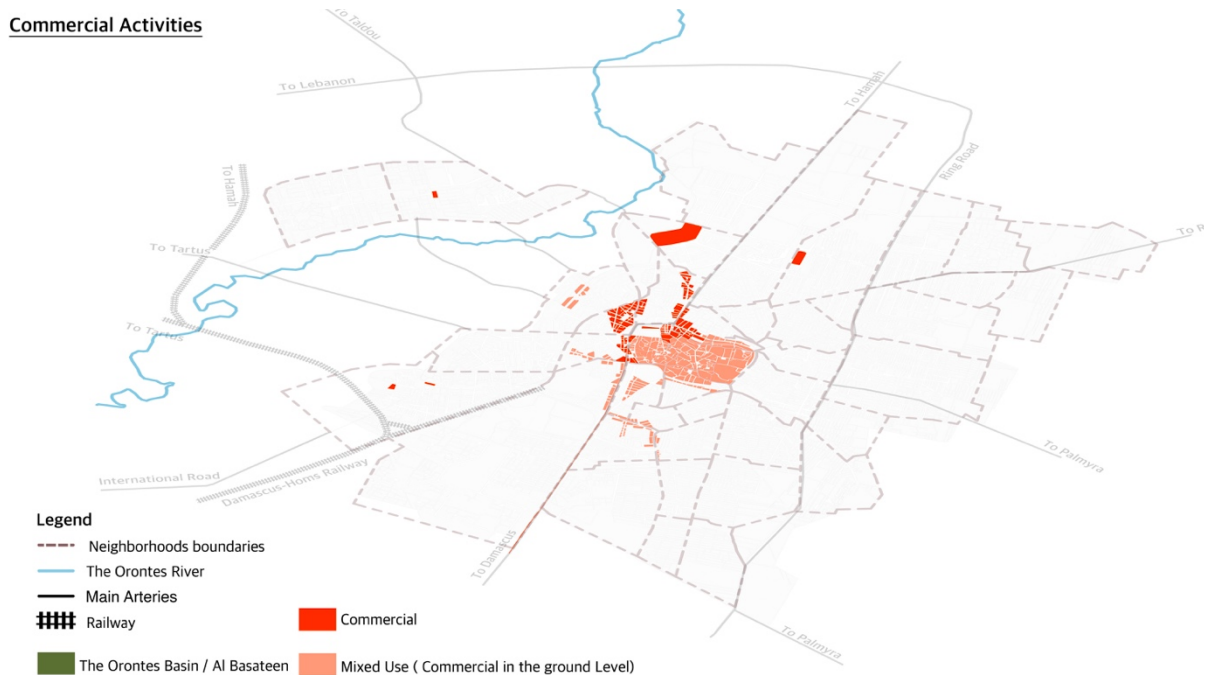 Commercial Activities
To Taldou
To Lebanon
To Hamah
Ring Road
To Hamah
To Tartus
To Tartus
International Road
Damascus-Homs Railway
To Damascus
To Palmyra
To Palmyra
Legend
Neighborhoods boundaries
The Orontes River
Main Arteries
Railway
Commercial
The Orontes Basin / Al Basateen
Mixed Use ( Commercial in the ground Level)